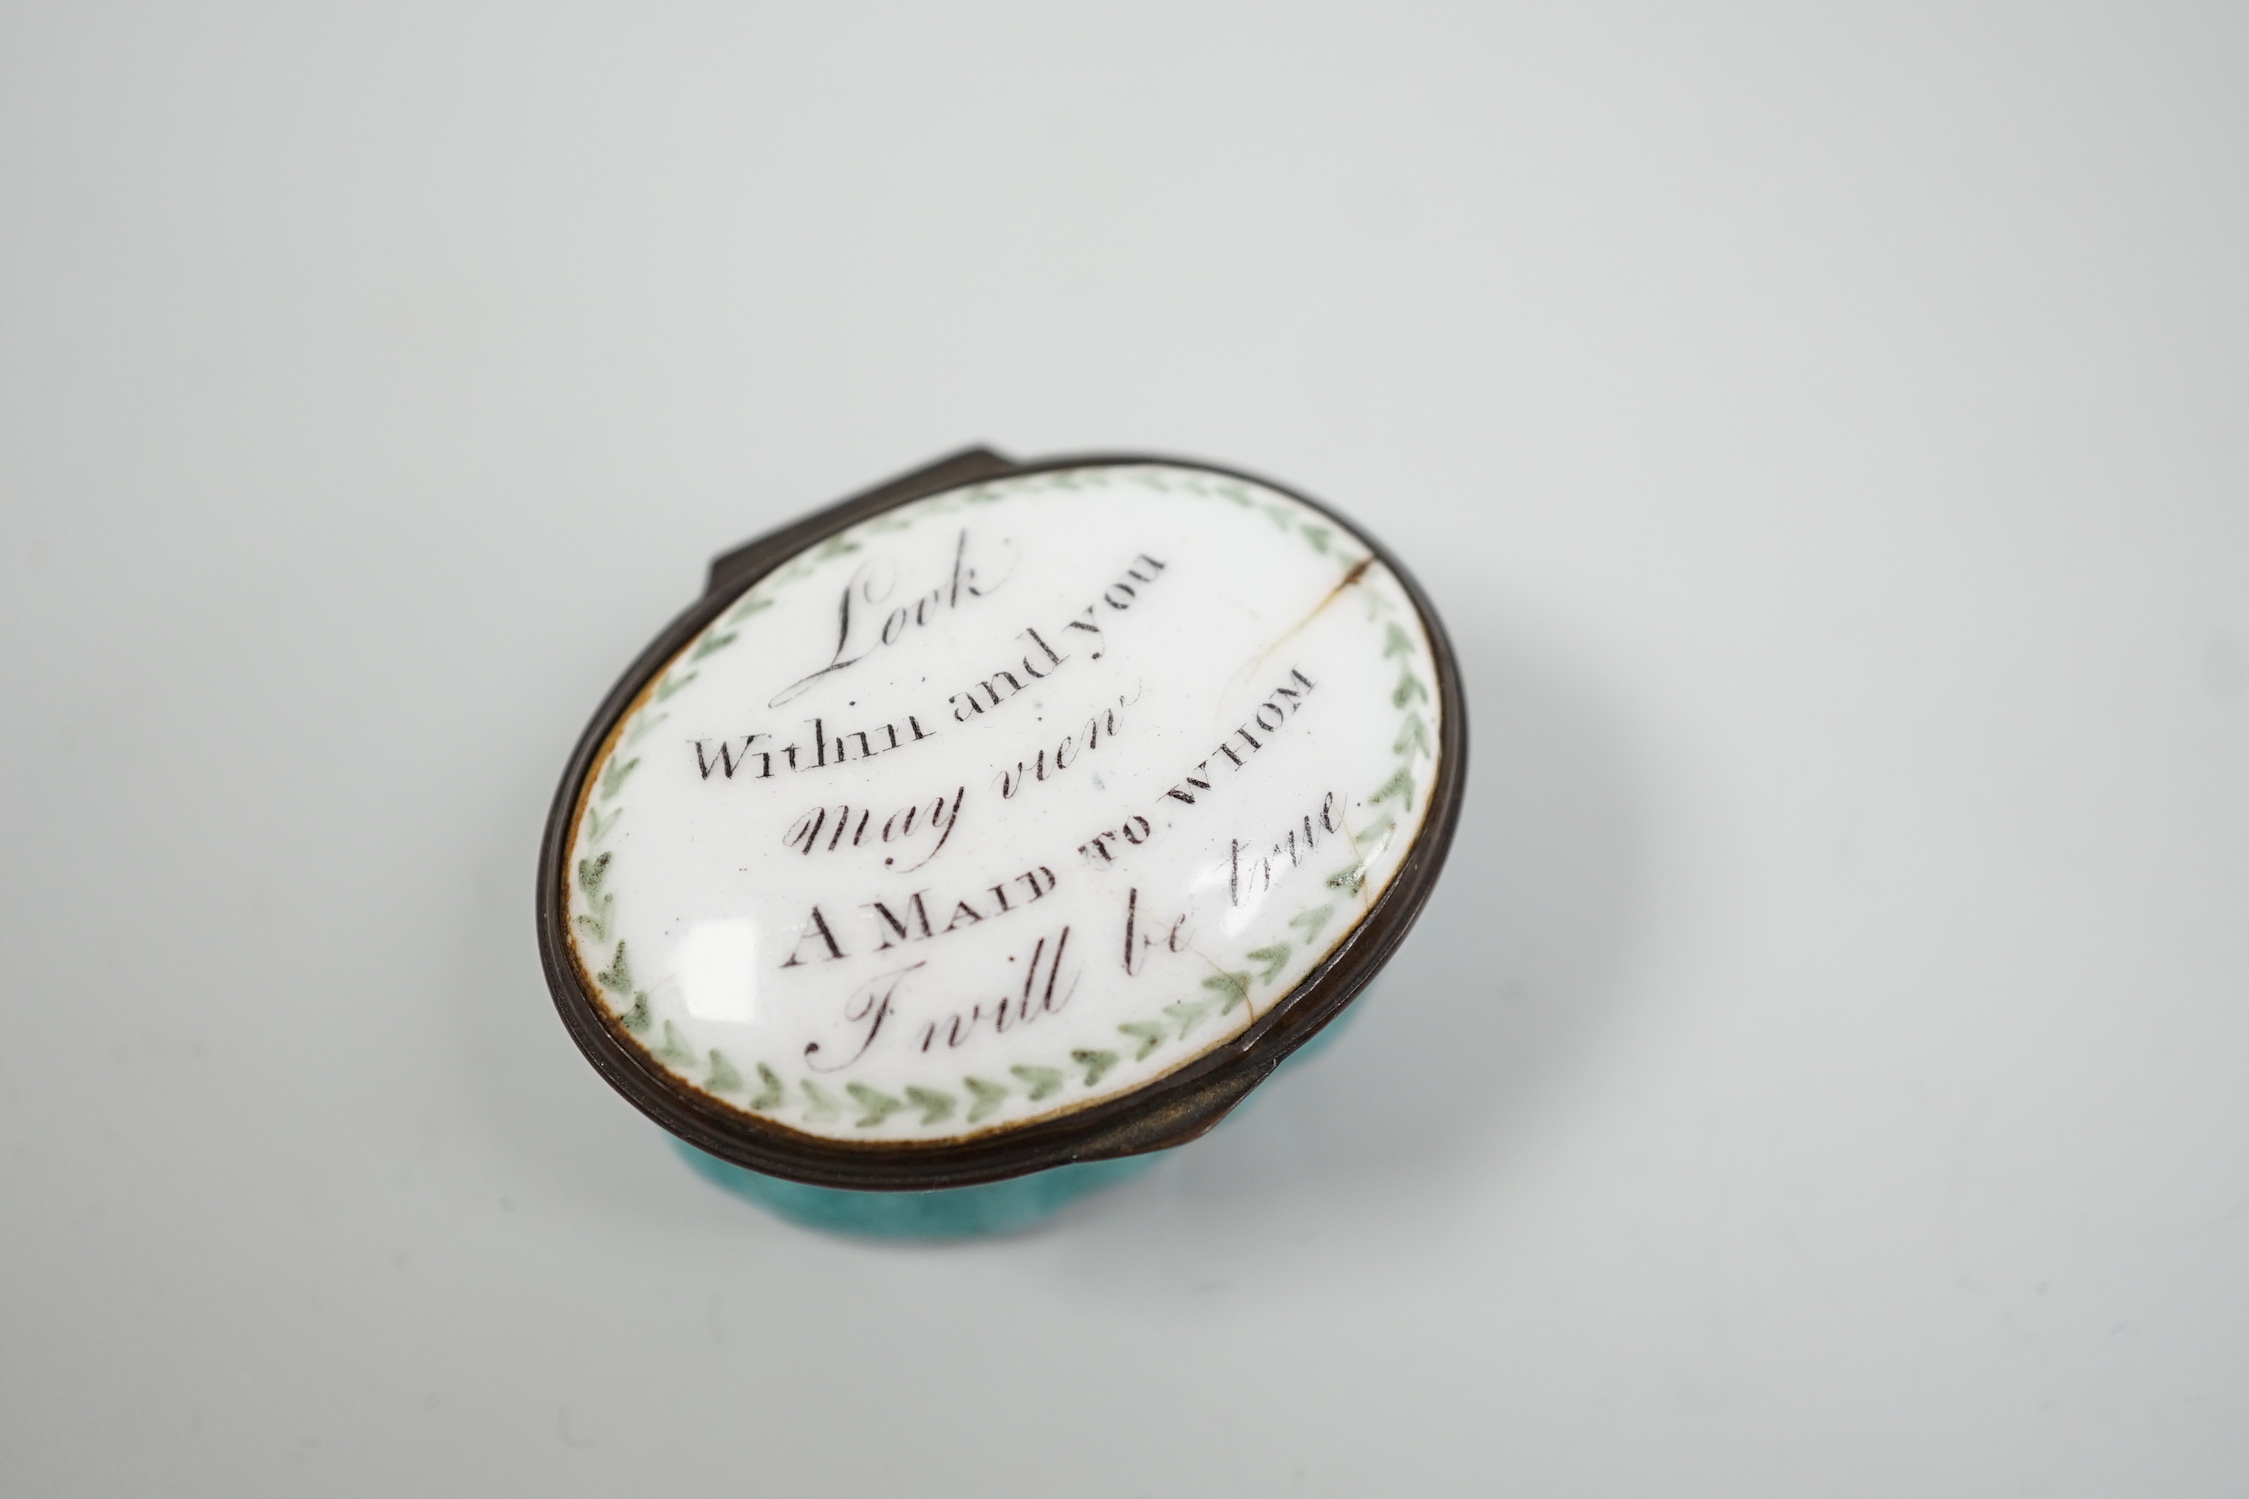 Look
Within and you
may view
A MAID TO WHOM
I will be true.